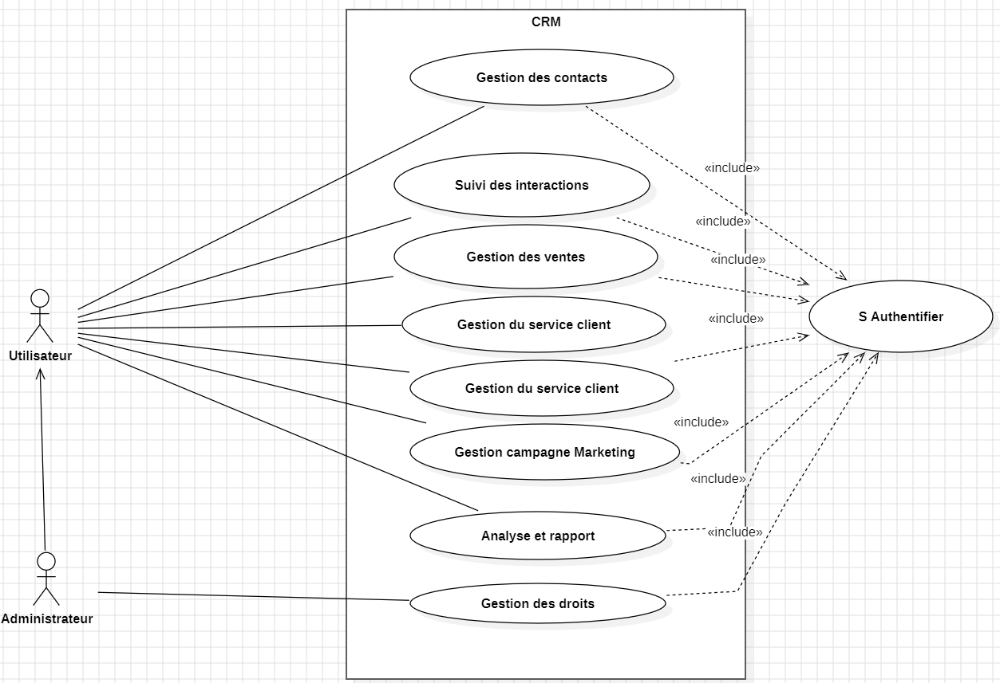 CRM
Gestion des contacts
«include»
Suivi des interactions
«include»
Gestion des ventes
«include»
S Authentifier
«include»
Gestion du service client
Utilisateur
Gestion du service client
«include»
Gestion campagne Marketing
«include»
Analyse et rapport
«include»
Gestion des droits
Administrateur